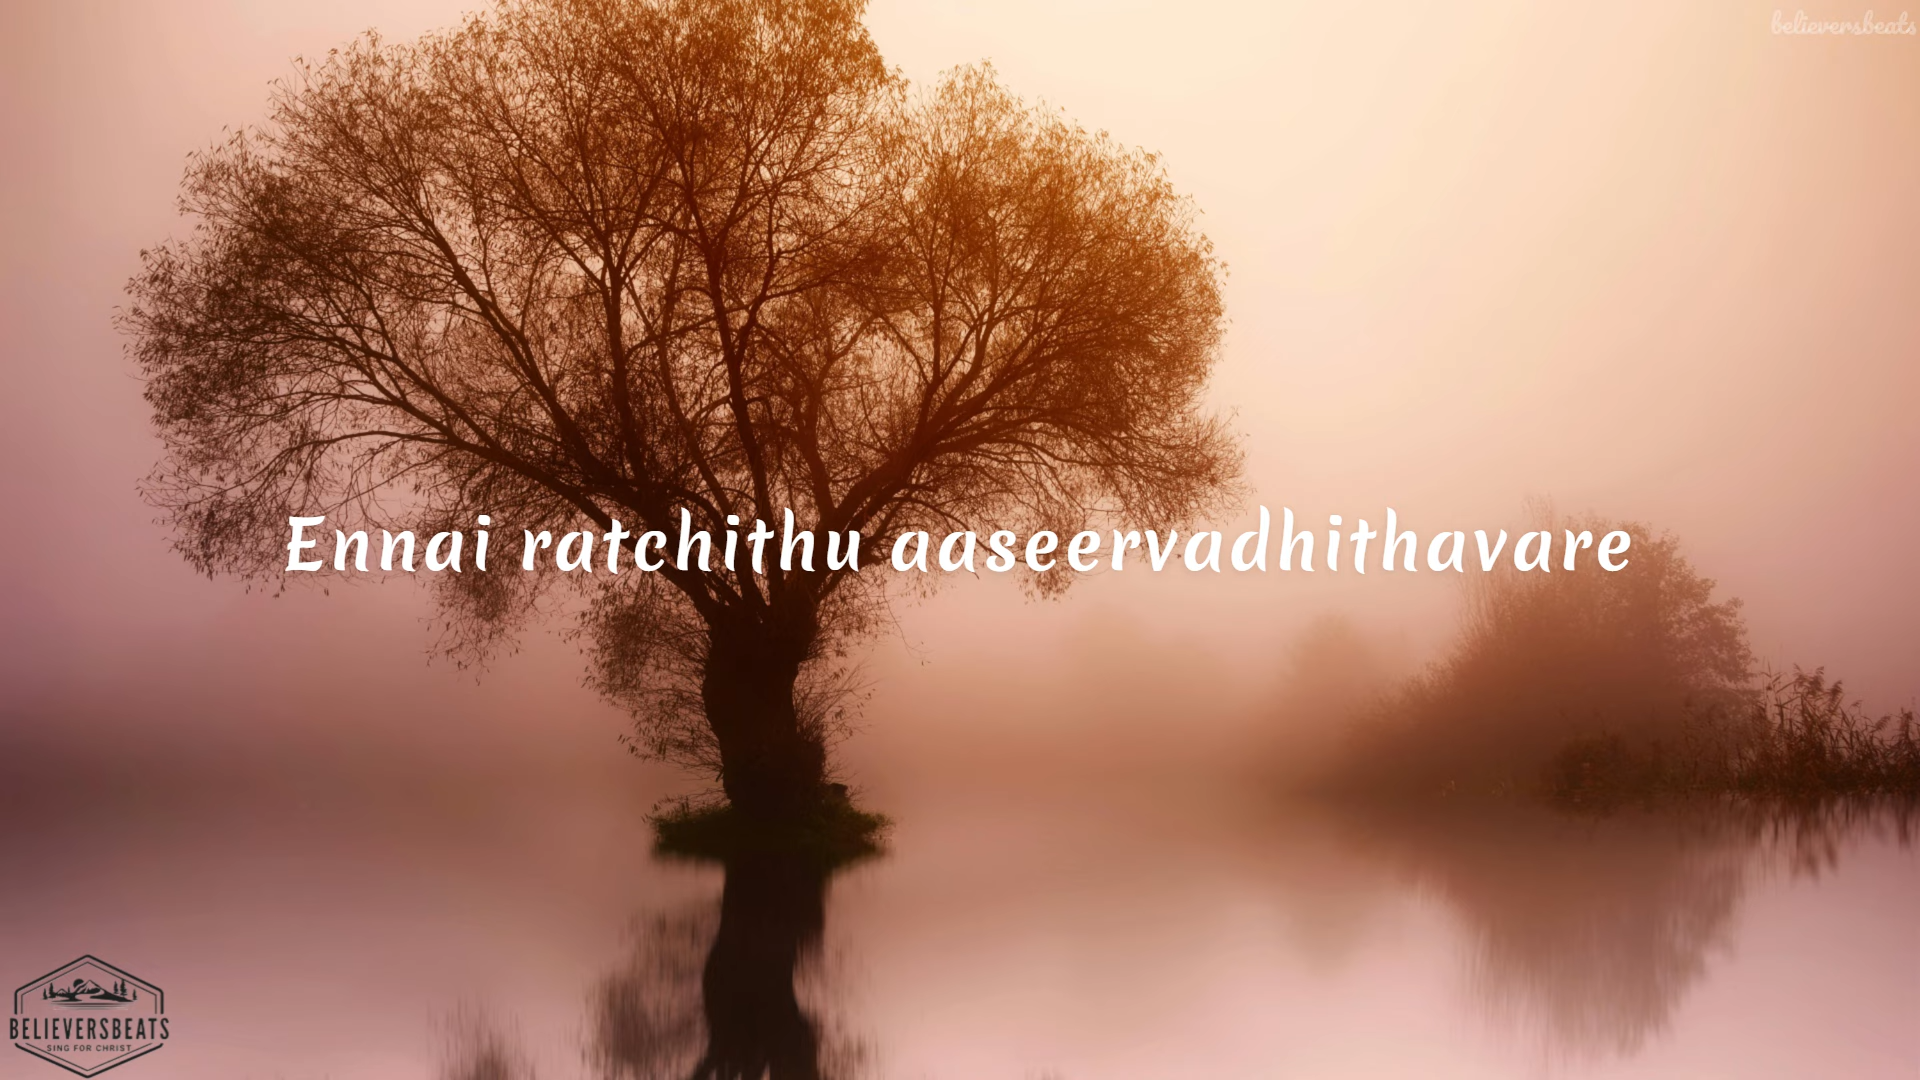 believersbeats
Ennai ratchithu aaseervadhithavare
BELIEVERSBEATS
SING FOR CHRIST